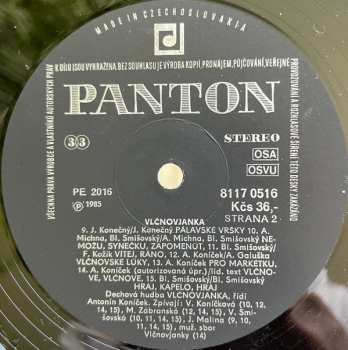 MADE IN CZECHOSLOVAKIA
K DÍLU JSOU VYHRAZENA. BEZ SOUHLASU JE VÝROBA KOPIÍ, PRONÁJEM, PŮJČOVÁNÍ, VEŘEJNÉ
VŠECHNA PRÁVA VÝROBCE A VLASTNÍKŮ AUTORSKÝCH PRÁV
PROVOZOVÁNÍ A ROZHLASOVÉ ŠÍŘENÍ TÉTO DESKY ZAKÁZÁNO
PANTON
33
STEREO
OSA
OSVU
PE 2016
Ⓟ 1985
8117 0516
Kčs 36,-
STRANA 2
VLČNOVJANKA
9. J. Konečný/J. Konečný PÁLAVSKÉ VRŠKY 10. A.
Michna, Bl. Smišovský/A. Michna, Bl. Smišovský NE-
MOŽU, SYNEČKU, ZAPOMENÚT, 11. Bl. Smišovský/
F. Kožík VÍTEJ, RÁNO, 12. A. Koníček/A. Galuška
VLČNOVSKÉ LÚKY, 13. A. Koníček PRO MARKÉTKU,
14. A. Koníček (autorizovaná úpr.)/lid. text VLČNO-
VE, VLČNOVE, 15. Bl. Smišovský/Bl. Smišovský
HRAJ, KAPELO, HRAJ
Dechová hudba VLČNOVJANKA, řídí
Antonín Koníček. Zpívají: V. Koníčková (10,
12, 14, 15), M. Zábranská (12, 14, 15), V. Smi-
šovská (10, 11, 14, 15), J. Malina (9, 10,
11, 14, 15), muž. sbor
Vlčnovjanky (14)